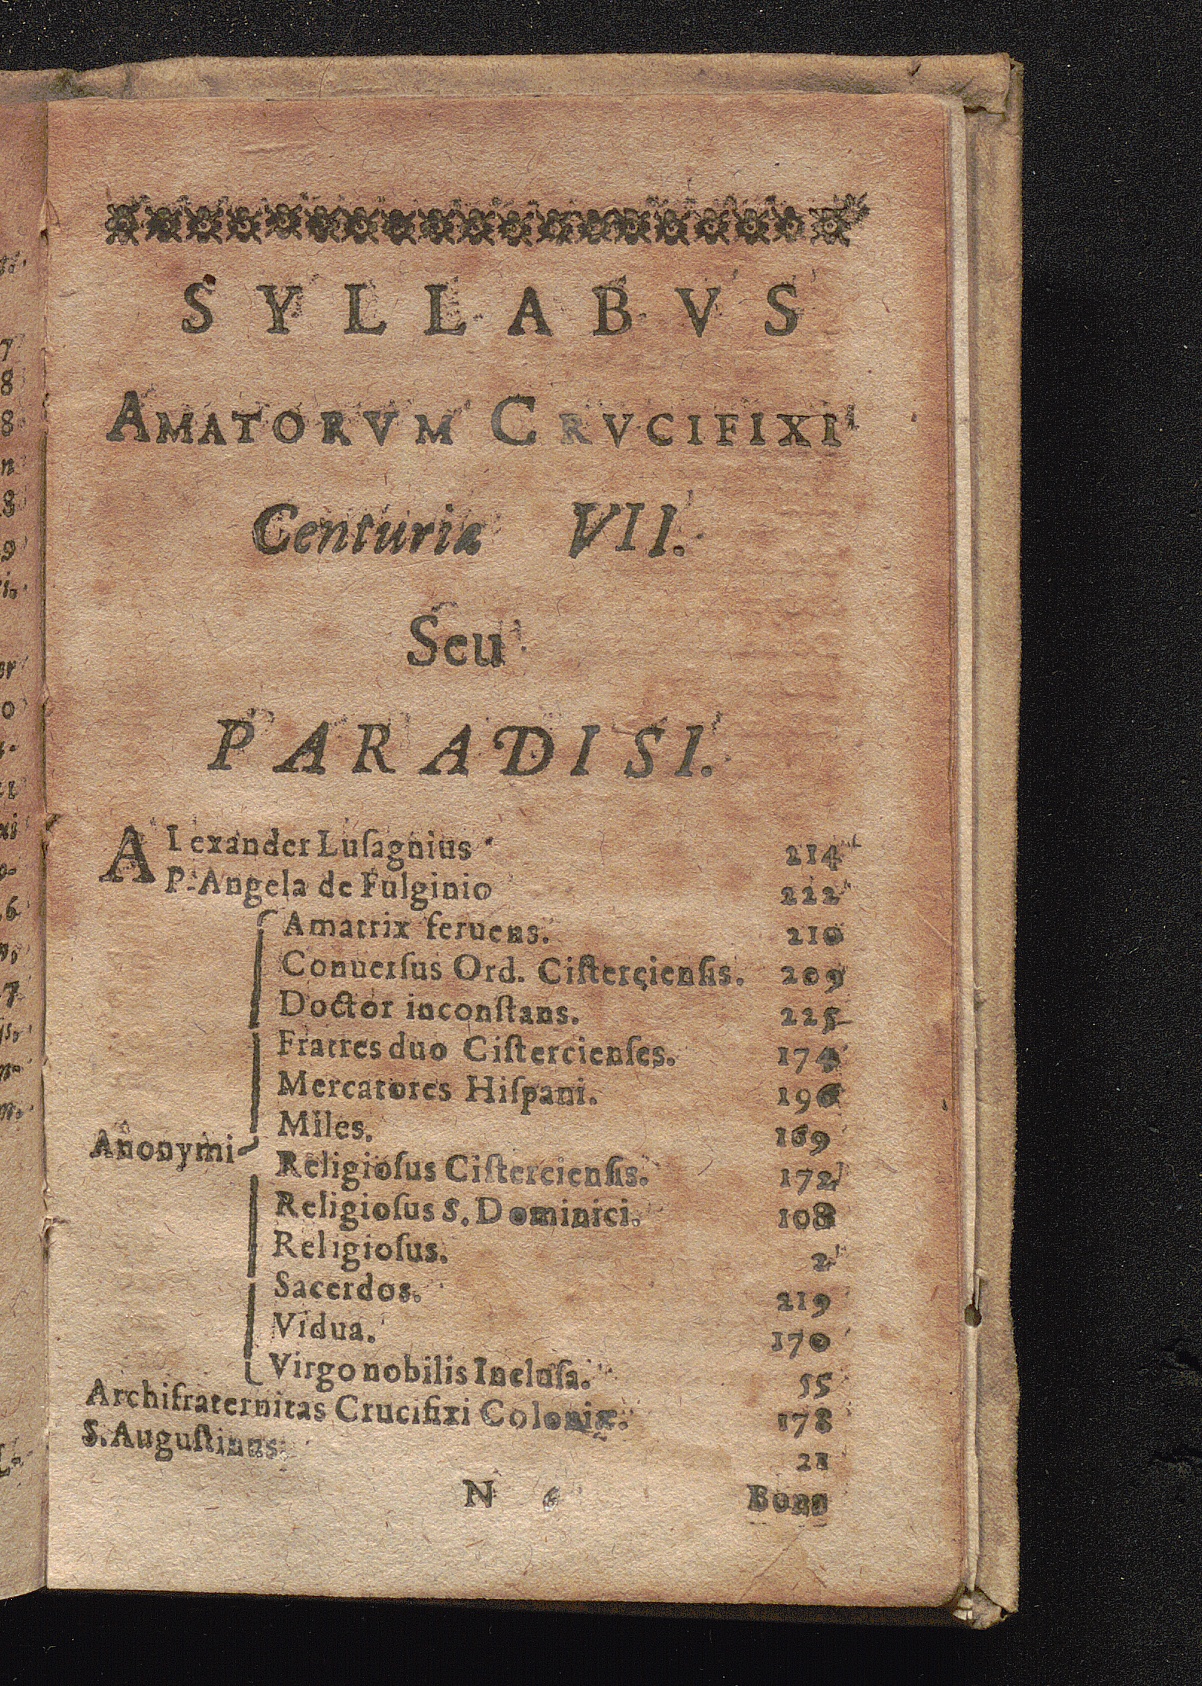 SYLLABVS
AMATORVM CRVCIFIXI
Centuriæ VII.
Seu
PARADISI.
ALexander Luſagnius 214
P. Angela de Fulginio 222
Amatrix feruens. 210
Conuerſus Ord. Ciſtercienſis. 209
Doctor inconſtans. 225
Fratres duo Ciſtercienſes. 174
Mercatores Hiſpani. 196
Miles. 169
Anonymi
Religioſus Ciſtercienſis. 172
Religioſus S. Dominici. 108
Religioſus. 2
Sacerdos. 219
Vidua. 170
Virgo nobilis Incluſa. 55
Archifraternitas Crucifixi Coloniæ. 178
S. Auguſtinus. 21
N 6 Bona